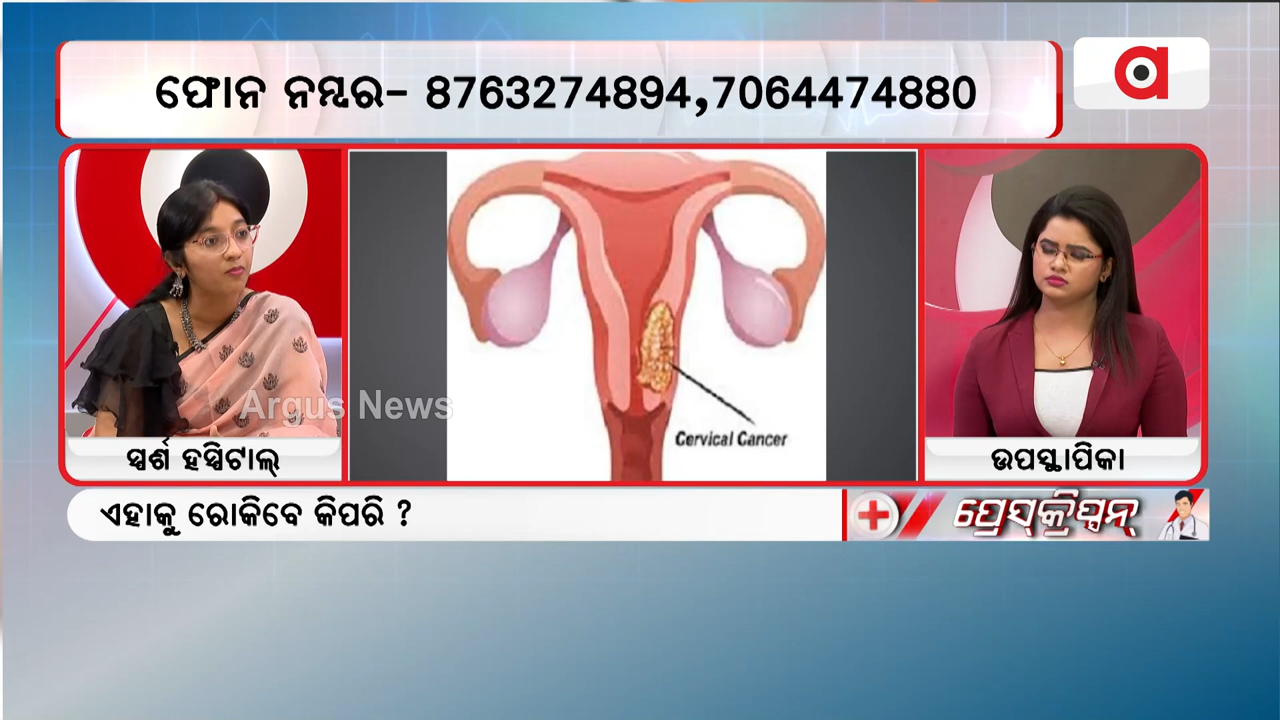 ଫୋନ ନମ୍ବର- 8763274894,7064474880
a
Cervical Cancer
Argus News
ସ୍ପର୍ଶ ହସ୍ପିଟାଲ୍
ଉପସ୍ଥାପିକା
ଏହାକୁ ରୋକିବେ କିପରି ?
ପ୍ରେସ୍କ୍ରିପ୍ସନ୍